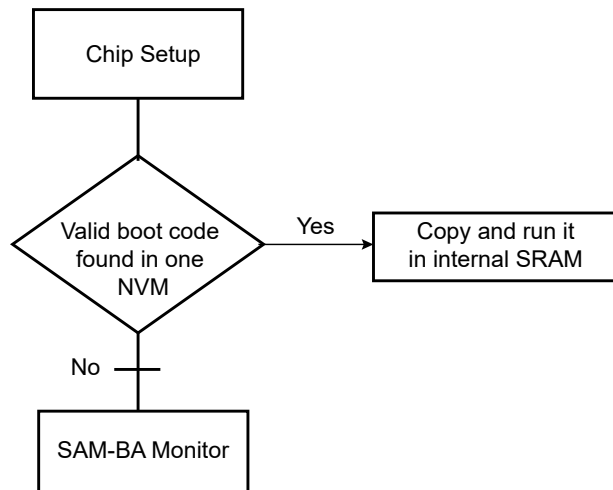 Chip Setup
Valid boot code
found in one
NVM
Yes
Copy and run it
in internal SRAM
No
SAM-BA Monitor